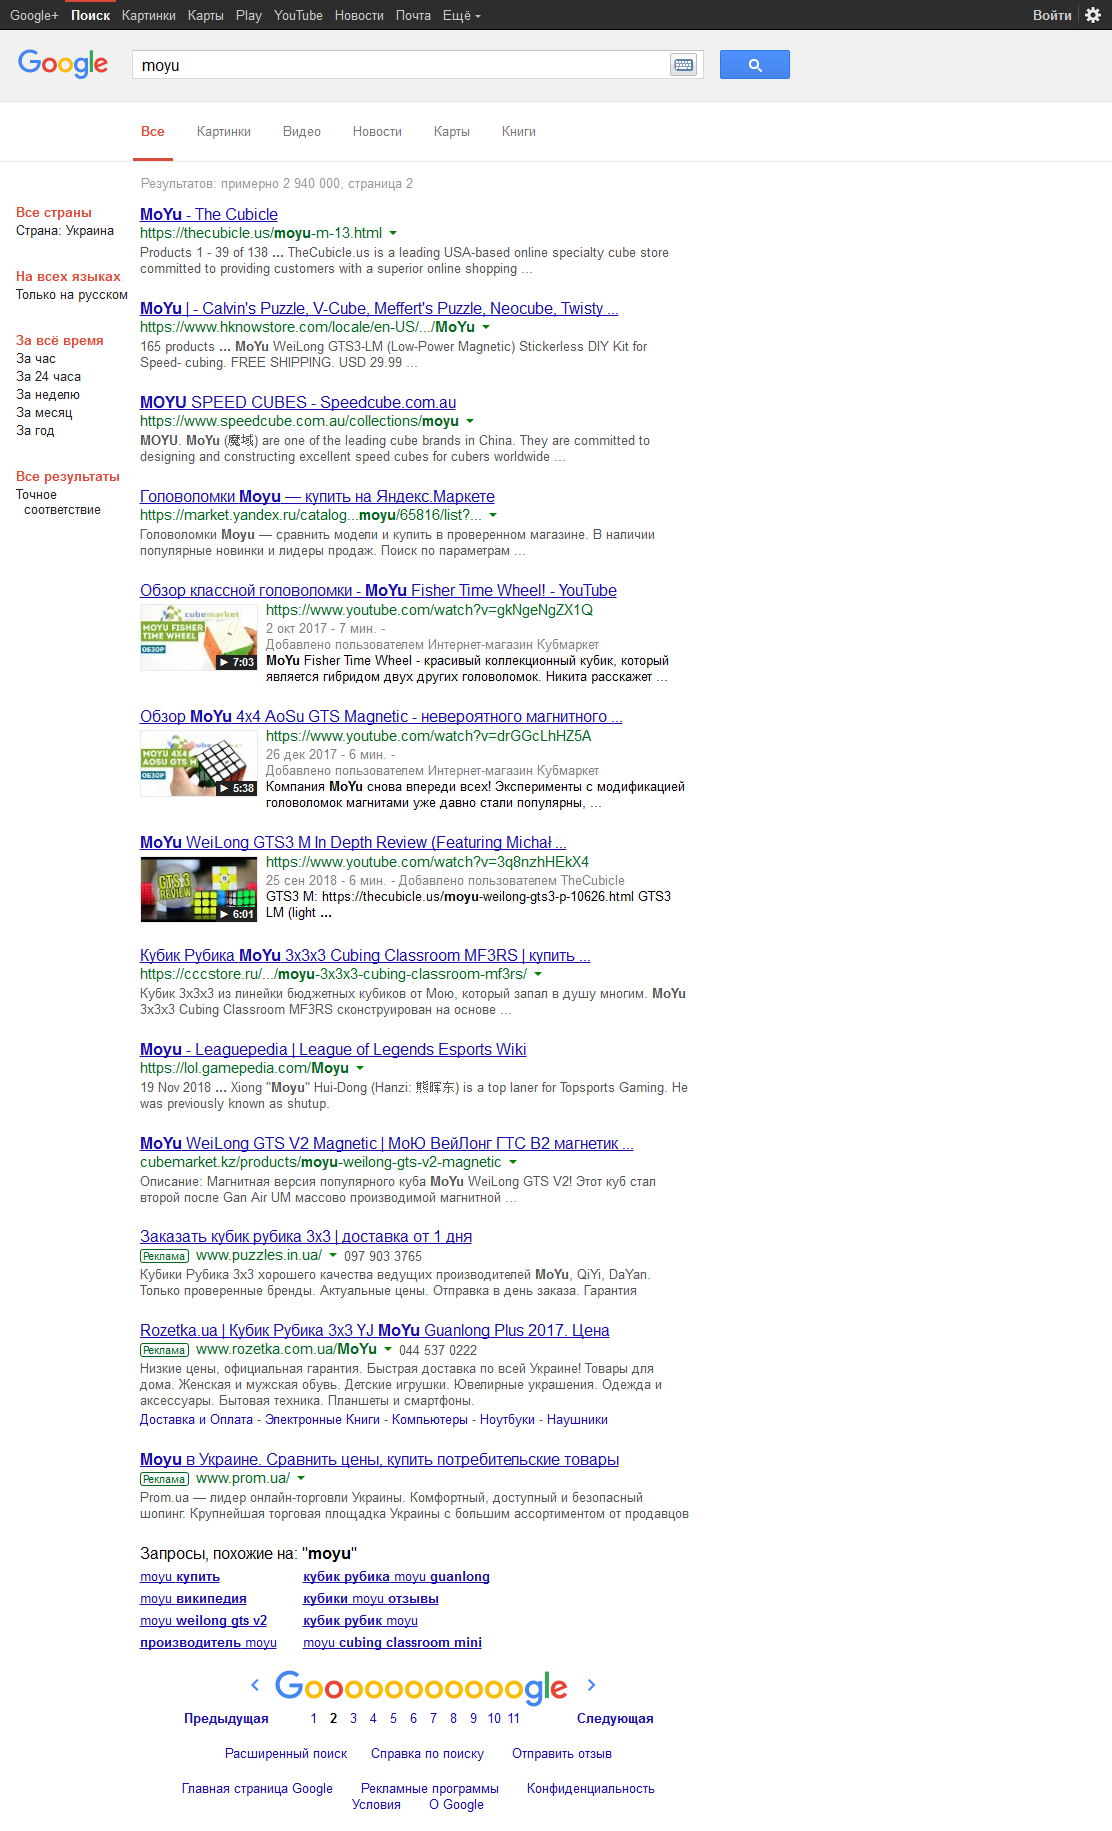 Google+ Поиск Картинки Карты Play YouTube Новости Почта Ещё Войти
Google moyu
Все Картинки Видео Новости Карты Книги
Результатов: примерно 2 940 000, страница 2
Все страны
Страна: Украина
На всех языках
Только на русском
За всё время
За час
За 24 часа
За неделю
За месяц
За год
Все результаты
Точное
соответствие
MoYu - The Cubicle
https://thecubicle.us/moyu-m-13.html
Products 1 - 39 of 138 ... TheCubicle.us is a leading USA-based online specialty cube store
committed to providing customers with a superior online shopping ...
MoYu | - Calvin's Puzzle, V-Cube, Meffert's Puzzle, Neocube, Twisty ...
https://www.hknowstore.com/locale/en-US/.../MoYu
165 products ... MoYu WeiLong GTS3-LM (Low-Power Magnetic) Stickerless DIY Kit for
Speed- cubing. FREE SHIPPING. USD 29.99 ...
MOYU SPEED CUBES - Speedcube.com.au
https://www.speedcube.com.au/collections/moyu
MOYU. MoYu (魔域) are one of the leading cube brands in China. They are committed to
designing and constructing excellent speed cubes for cubers worldwide ...
Головоломки Moyu — купить на Яндекс.Маркете
https://market.yandex.ru/catalog...moyu/65816/list?...
Головоломки Moyu — сравнить модели и купить в проверенном магазине. В наличии
популярные новинки и лидеры продаж. Поиск по параметрам ...
Обзор классной головоломки - MoYu Fisher Time Wheel! - YouTube
cubemarket
MOYU FISHER
TIME WHEEL
ОБЗОР
7:03
https://www.youtube.com/watch?v=gkNgeNgZX1Q
2 окт 2017 - 7 мин. -
Добавлено пользователем Интернет-магазин Кубмаркет
MoYu Fisher Time Wheel - красивый коллекционный кубик, который
является гибридом двух других головоломок. Никита расскажет ...
Обзор MoYu 4x4 AoSu GTS Magnetic - невероятного магнитного ...
MOYU 4X4
AOSU GTS M
ОБЗОР
5:38
https://www.youtube.com/watch?v=drGGcLhHZ5A
26 дек 2017 - 6 мин. -
Добавлено пользователем Интернет-магазин Кубмаркет
Компания MoYu снова впереди всех! Эксперименты с модификацией
головоломок магнитами уже давно стали популярны, ...
MoYu WeiLong GTS3 M In Depth Review (Featuring Michał ...
GTS 3
REVIEW
6:01
https://www.youtube.com/watch?v=3q8nzhHEkX4
25 сен 2018 - 6 мин. - Добавлено пользователем TheCubicle
GTS3 M: https://thecubicle.us/moyu-weilong-gts3-p-10626.html GTS3
LM (light ...
Кубик Рубика MoYu 3x3x3 Cubing Classroom MF3RS | купить ...
https://cccstore.ru/.../moyu-3x3x3-cubing-classroom-mf3rs/
Кубик 3x3x3 из линейки бюджетных кубиков от Мою, который запал в душу многим. MoYu
3x3x3 Cubing Classroom MF3RS сконструирован на основе ...
Moyu - Leaguepedia | League of Legends Esports Wiki
https://lol.gamepedia.com/Moyu
19 Nov 2018 ... Xiong "Moyu" Hui-Dong (Hanzi: 熊晖东) is a top laner for Topsports Gaming. He
was previously known as shutup.
MoYu WeiLong GTS V2 Magnetic | МоЮ ВейЛонг ГТС В2 магнетик ...
cubemarket.kz/products/moyu-weilong-gts-v2-magnetic
Описание: Магнитная версия популярного куба MoYu WeiLong GTS V2! Этот куб стал
второй после Gan Air UM массово производимой магнитной ...
Заказать кубик рубика 3х3 | доставка от 1 дня
Реклама www.puzzles.in.ua/ 097 903 3765
Кубики Рубика 3х3 хорошего качества ведущих производителей MoYu, QiYi, DaYan.
Только проверенные бренды. Актуальные цены. Отправка в день заказа. Гарантия
Rozetka.ua | Кубик Рубика 3х3 YJ MoYu Guanlong Plus 2017. Цена
Реклама www.rozetka.com.ua/MoYu 044 537 0222
Низкие цены, официальная гарантия. Быстрая доставка по всей Украине! Товары для
дома. Женская и мужская обувь. Детские игрушки. Ювелирные украшения. Одежда и
аксессуары. Бытовая техника. Планшеты и смартфоны.
Доставка и Оплата - Электронные Книги - Компьютеры - Ноутбуки - Наушники
Moyu в Украине. Сравнить цены, купить потребительские товары
Реклама www.prom.ua/
Prom.ua — лидер онлайн-торговли Украины. Комфортный, доступный и безопасный
шопинг. Крупнейшая торговая площадка Украины с большим ассортиментом от продавцов
Запросы, похожие на: "moyu"
moyu купить кубик рубика moyu guanlong
moyu википедия кубики moyu отзывы
moyu weilong gts v2 кубик рубик moyu
производитель moyu moyu cubing classroom mini
< Goooooooooogle >
Предыдущая 1 2 3 4 5 6 7 8 9 10 11 Следующая
Расширенный поиск Справка по поиску Отправить отзыв
Главная страница Google Рекламные программы Конфиденциальность
Условия О Google